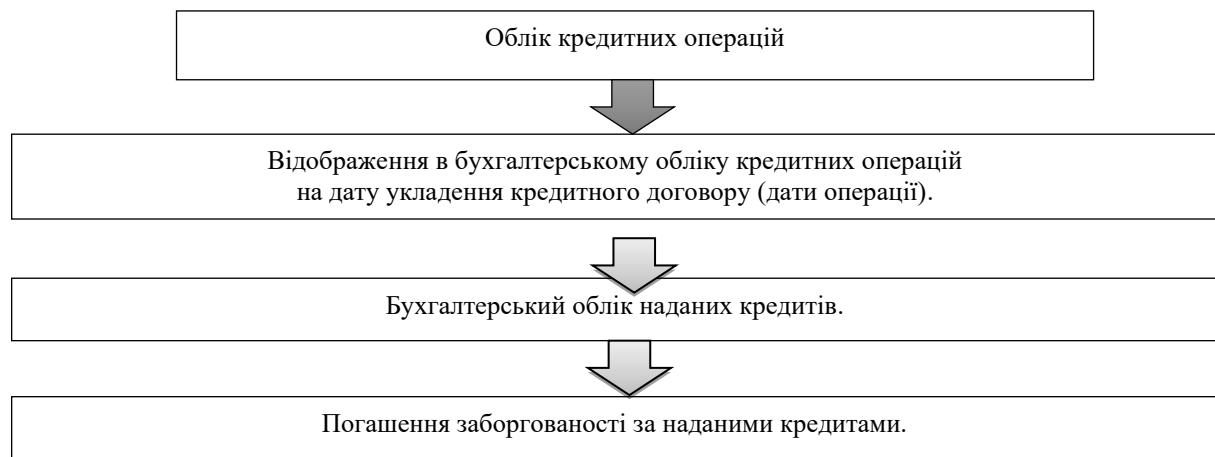 Облік кредитних операцій
Відображення в бухгалтерському обліку кредитних операцій
на дату укладення кредитного договору (дати операції).
Бухгалтерський облік наданих кредитів.
Погашення заборгованості за наданими кредитами.